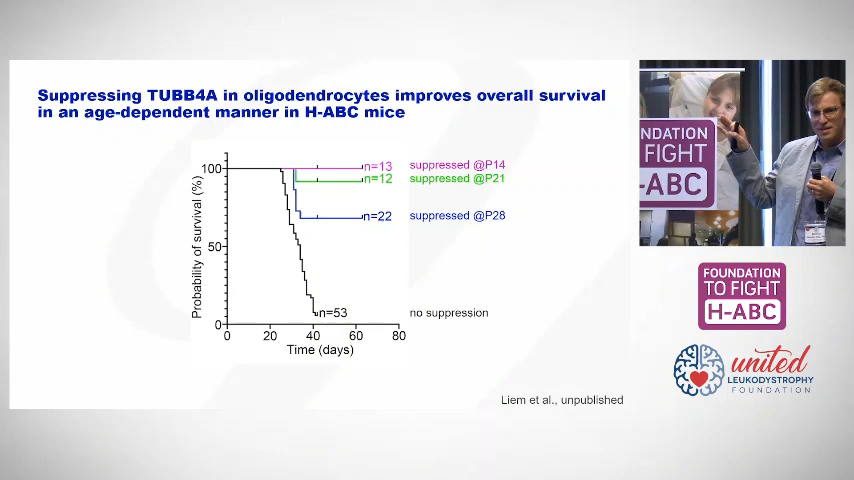 Suppressing TUBB4A in oligodendrocytes improves overall survival
in an age-dependent manner in H-ABC mice
Probability of survival (%)
100
50
0
0 20 40 60 80
Time (days)
n=13 suppressed @P14
n=12 suppressed @P21
n=22 suppressed @P28
n=53 no suppression
Liem et al., unpublished
NDATION
FIGHT
-ABC
FOUNDATION
TO FIGHT
H-ABC
united
LEUKODYSTROPHY
FOUNDATION